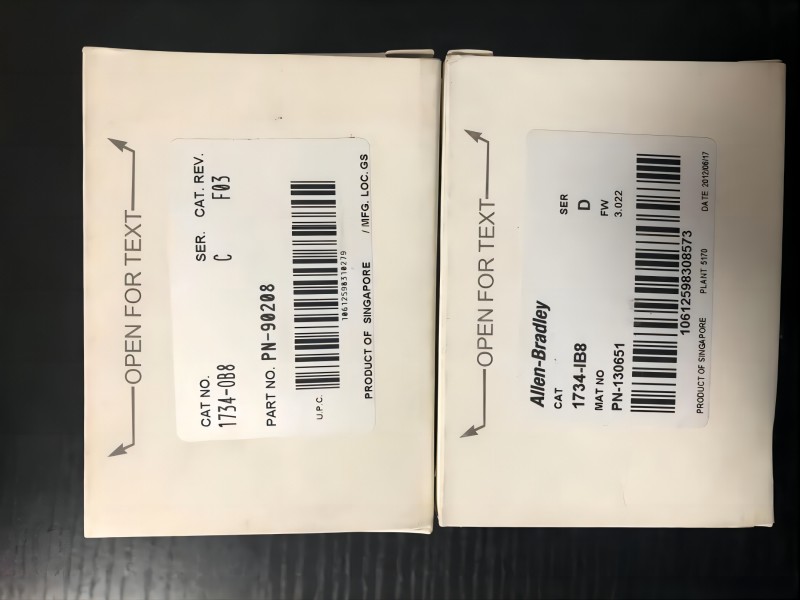 OPEN FOR TEXT
CAT NO. SER. CAT. REV.
1734-OB8 C F03
PART NO. PN-90208
U.P.C.
10612598310279
PRODUCT OF SINGAPORE / MFG. LOC. GS
OPEN FOR TEXT
Allen-Bradley
CAT SER
1734-IB8 D
MAT NO FW
PN-130651 3.022
10612598308573
PRODUCT OF SINGAPORE PLANT 5170 DATE 2012/06/17